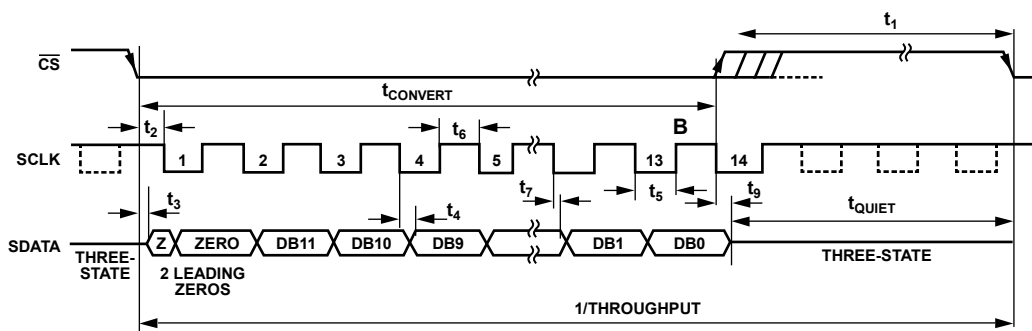 t1
CS
tCONVERT
t2
t6
B
SCLK
1 2 3 4 5 13 14
t3
t4
t7
t5
t9
tQUIET
SDATA
Z ZERO DB11 DB10 DB9 DB1 DB0
THREE-
STATE
2 LEADING
ZEROS
THREE-STATE
1/THROUGHPUT